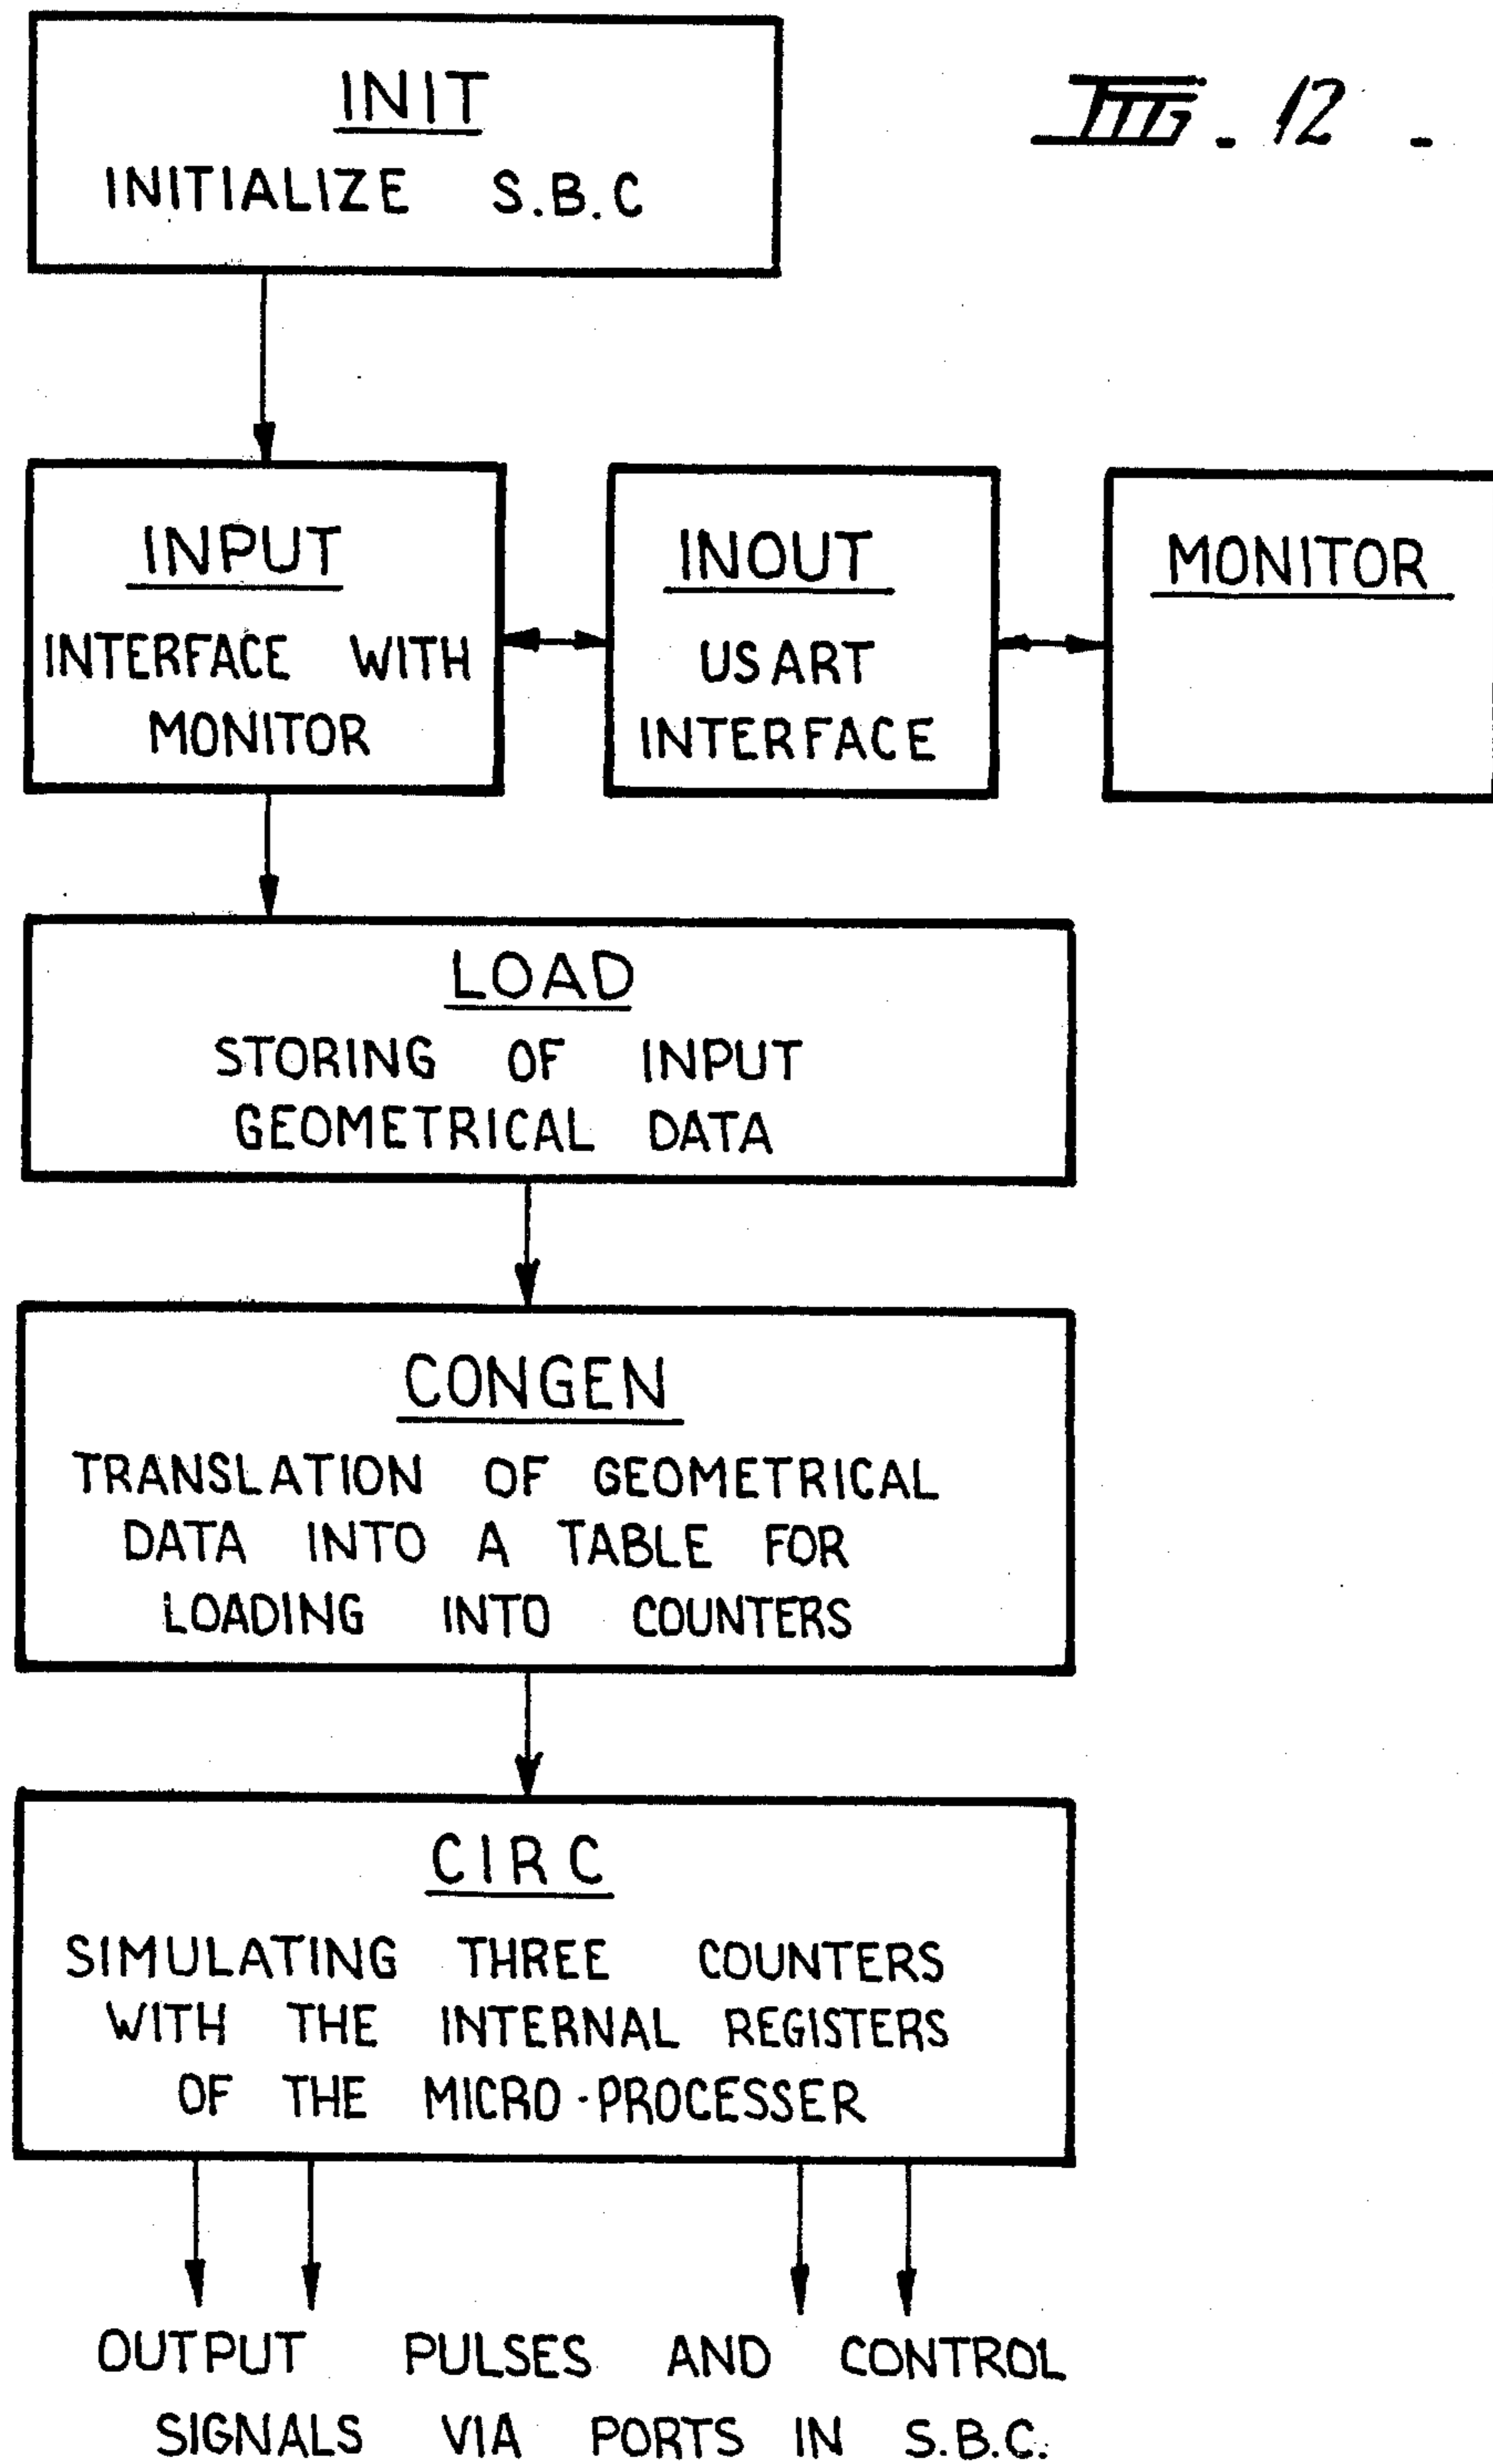 INIT
INITIALIZE S.B.C
FIG. 12 -
INPUT
INTERFACE WITH
MONITOR
INOUT
USART
INTERFACE
MONITOR
LOAD
STORING OF INPUT
GEOMETRICAL DATA
CONGEN
TRANSLATION OF GEOMETRICAL
DATA INTO A TABLE FOR
LOADING INTO COUNTERS
CIRC
SIMULATING THREE COUNTERS
WITH THE INTERNAL REGISTERS
OF THE MICRO-PROCESSER
OUTPUT PULSES AND CONTROL
SIGNALS VIA PORTS IN S.B.C.